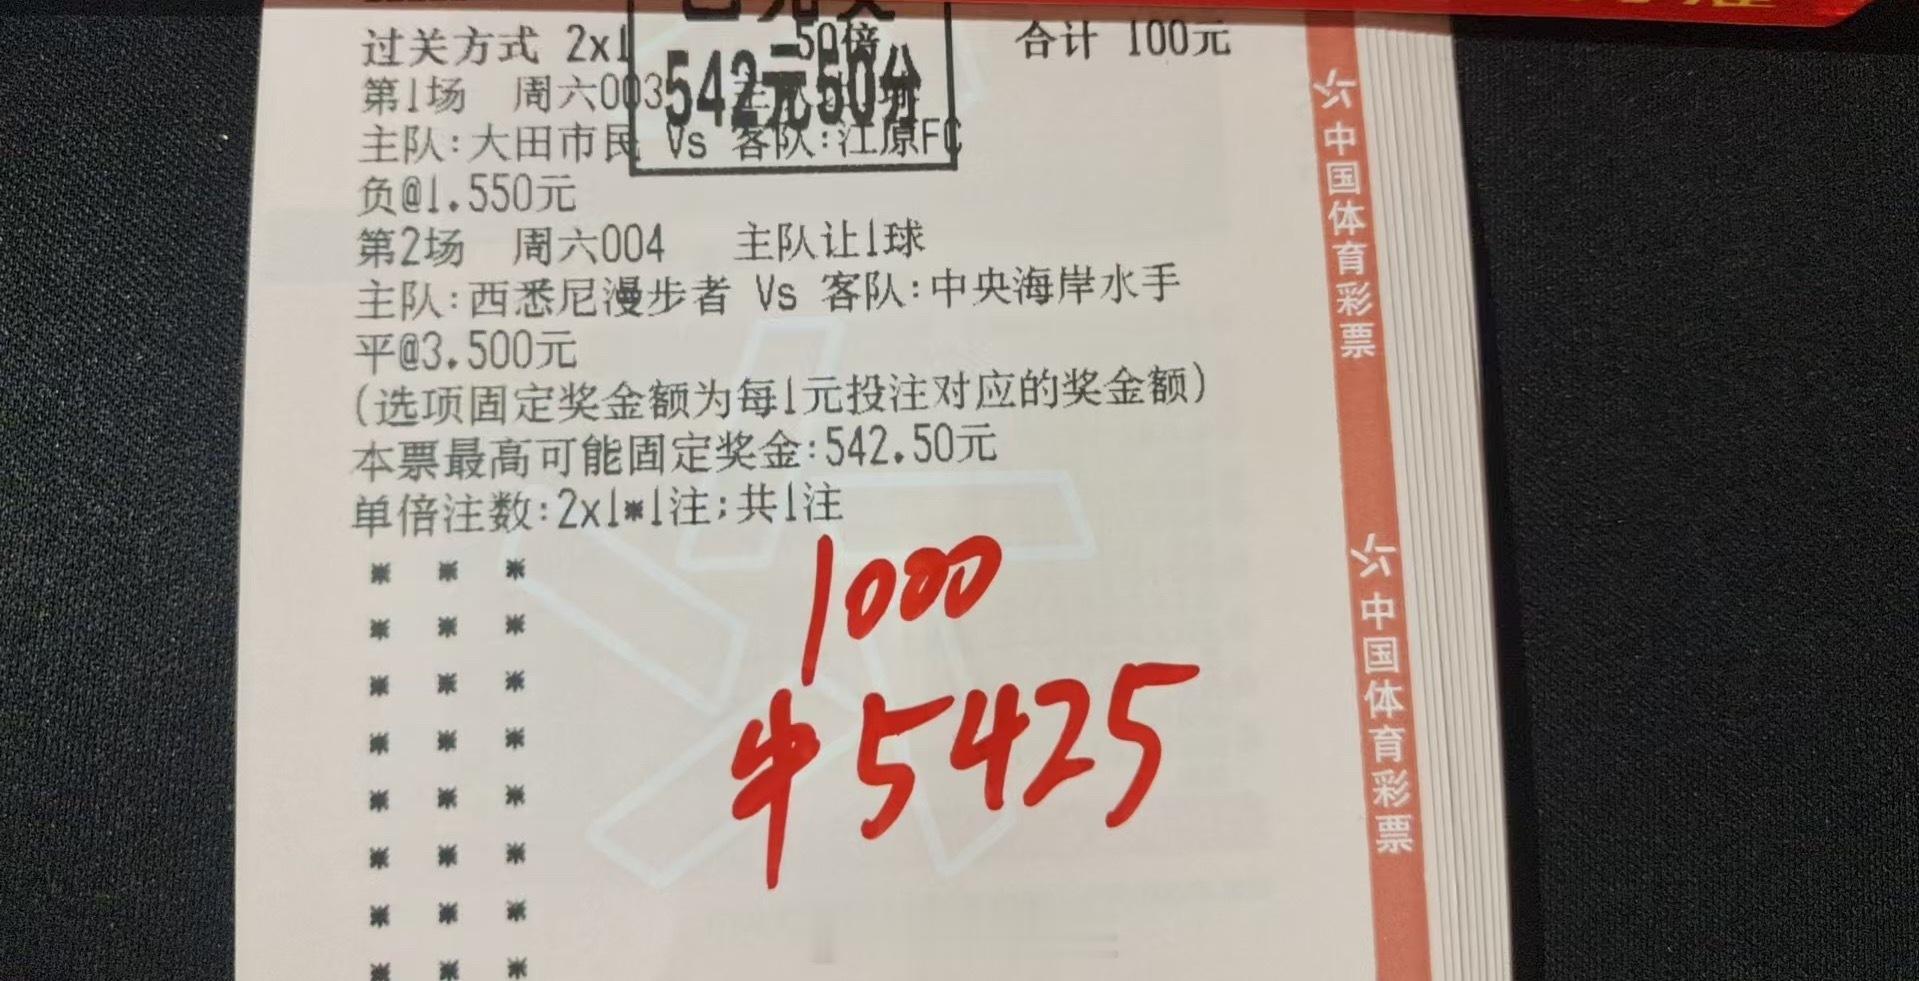 过关方式 2x1 50倍 合计 100元
542元50分
第1场 周六003
主队:大田市民 Vs 客队:江原FC
负@1.550元
第2场 周六004 主队让1球
主队:西悉尼漫步者 Vs 客队:中央海岸水手
平@3.500元
(选项固定奖金额为每1元投注对应的奖金额)
本票最高可能固定奖金:542.50元
单倍注数:2x1*1注;共1注
1000
中5425
中国体育彩票
中国体育彩票